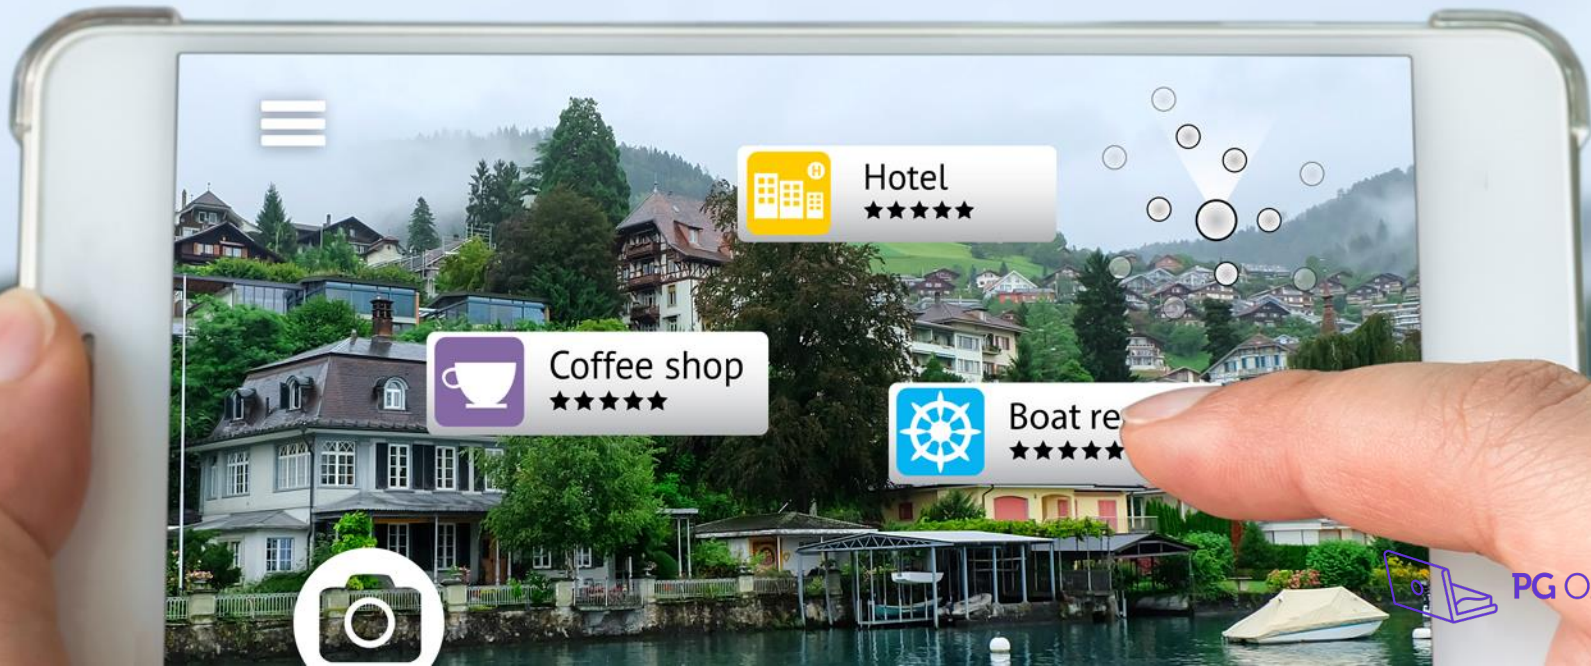 Hotel
★★★★★
Coffee shop
★★★★★
Boat re
★★★★★
H
PG O